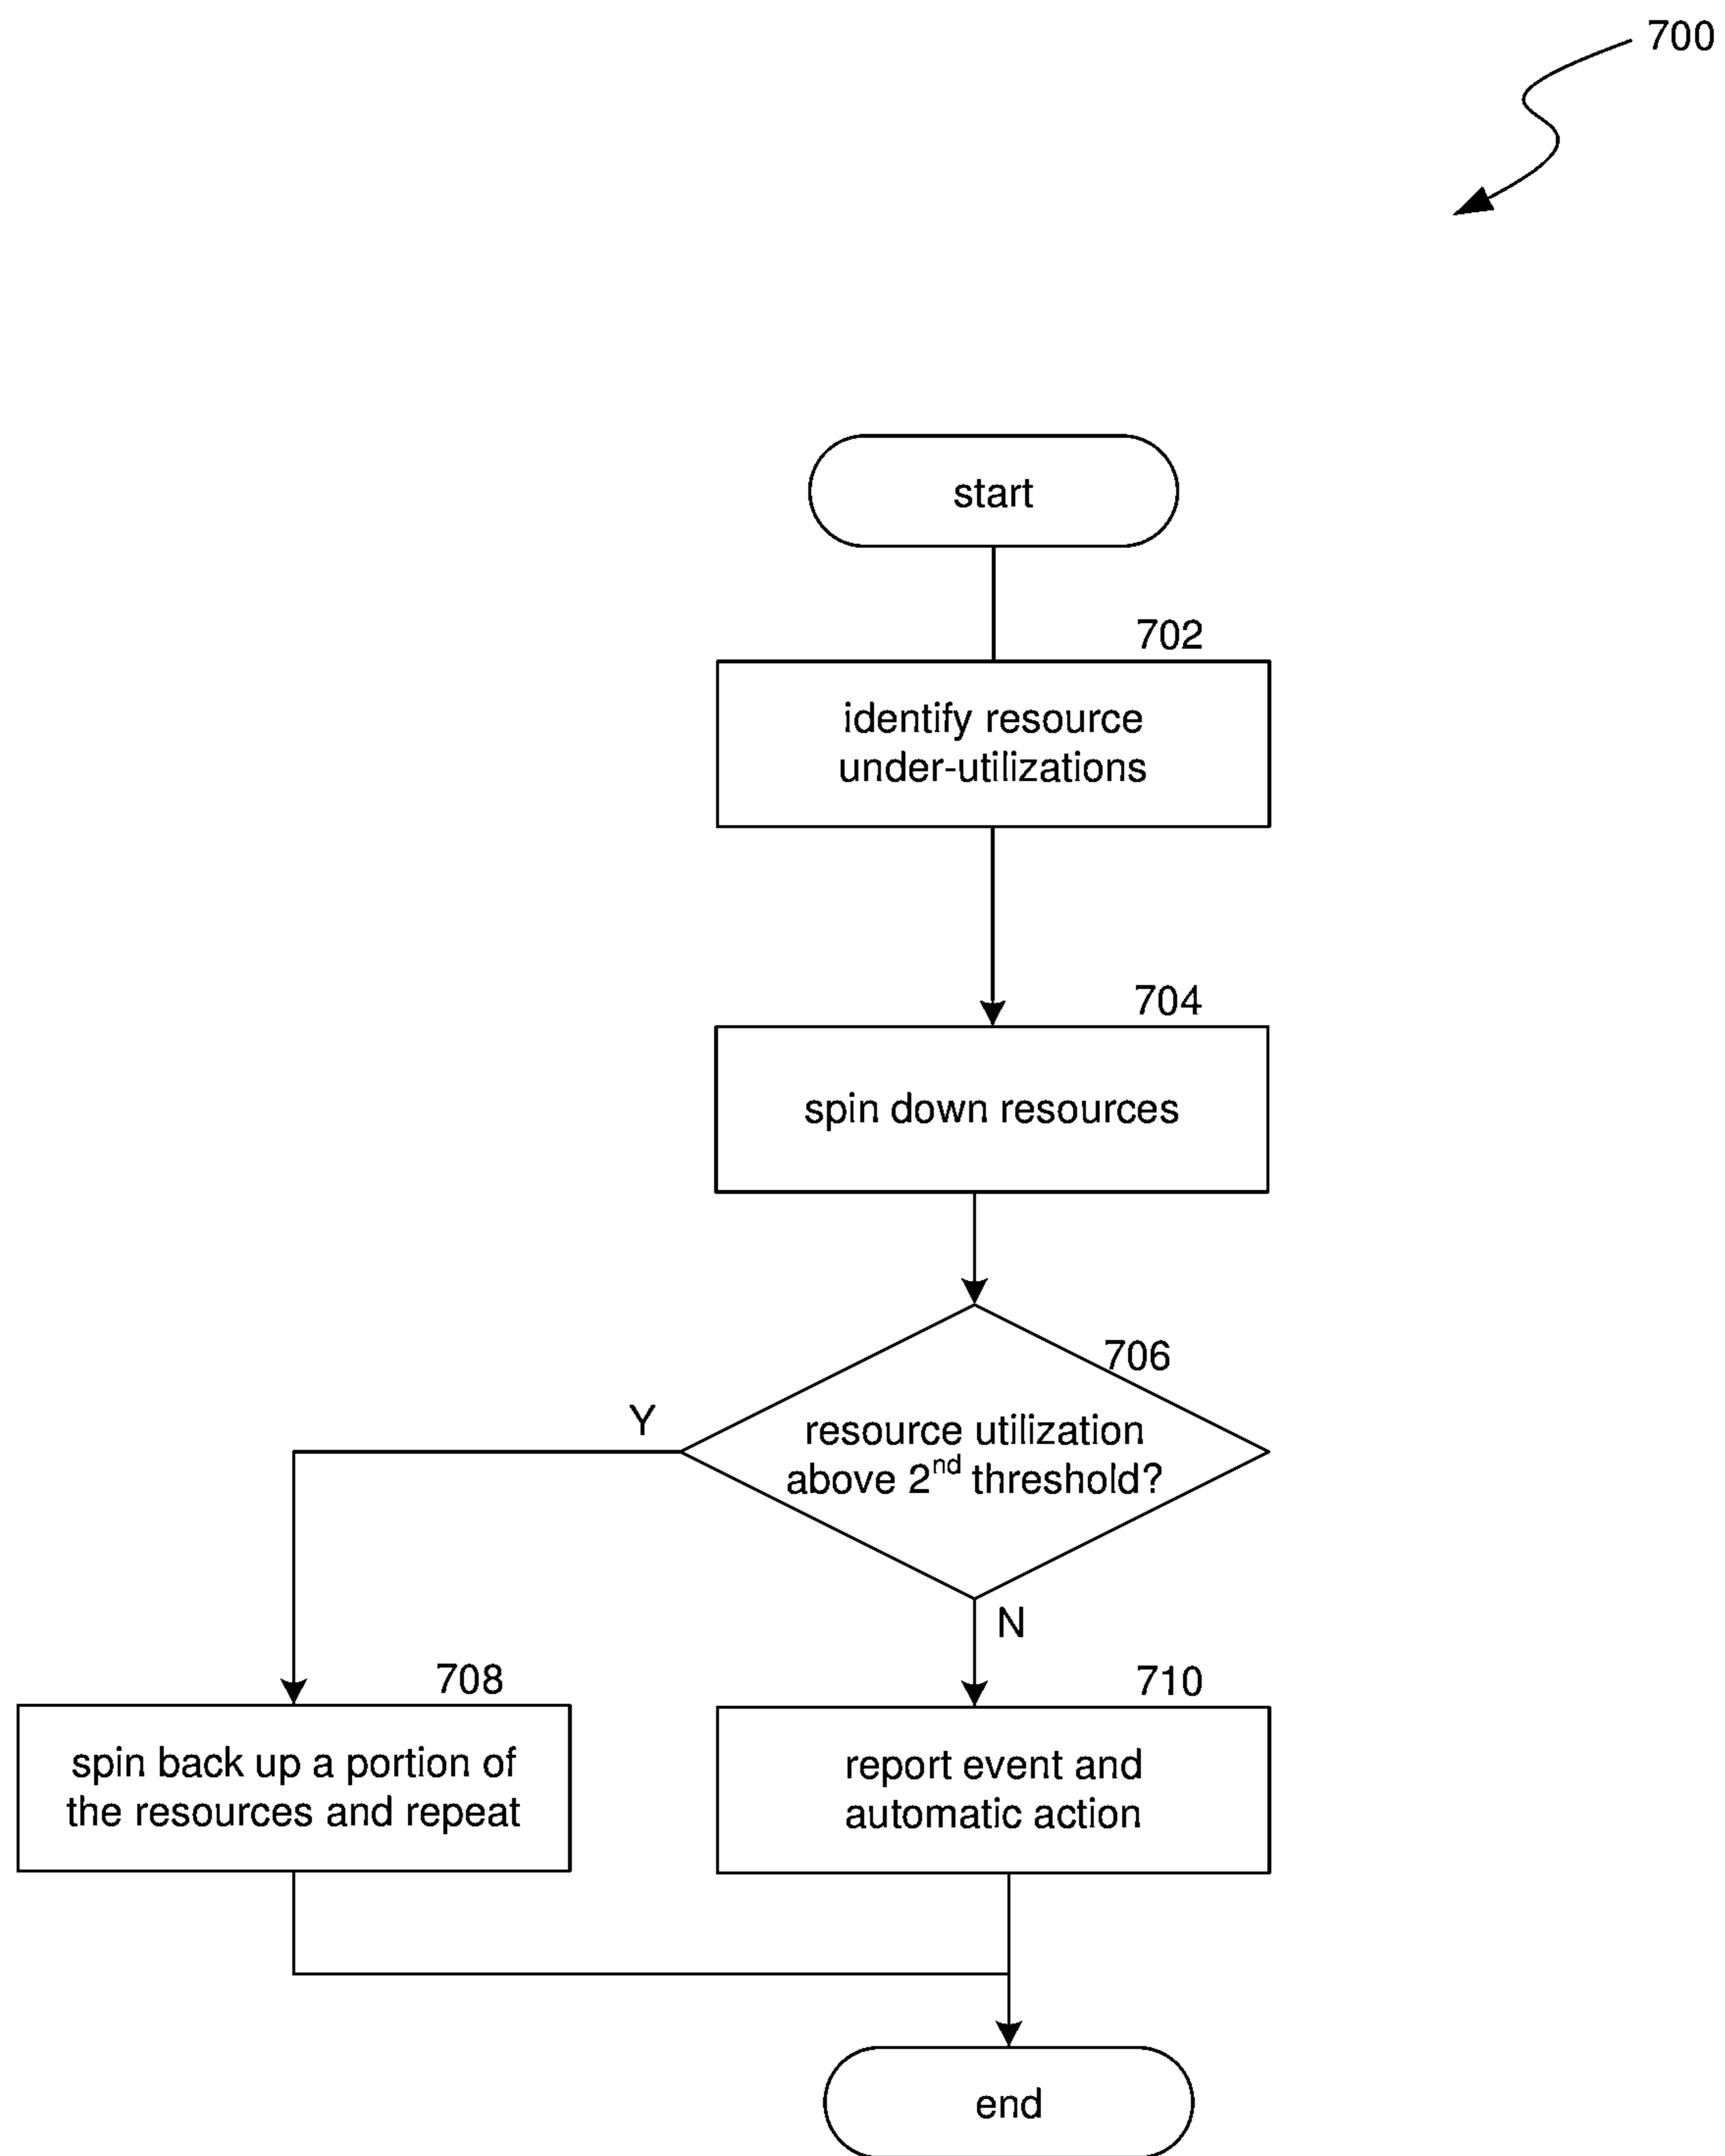 700
start
702
identify resource
under-utilizations
704
spin down resources
706
resource utilization
above 2nd threshold?
Y
N
708
spin back up a portion of
the resources and repeat
710
report event and
automatic action
end